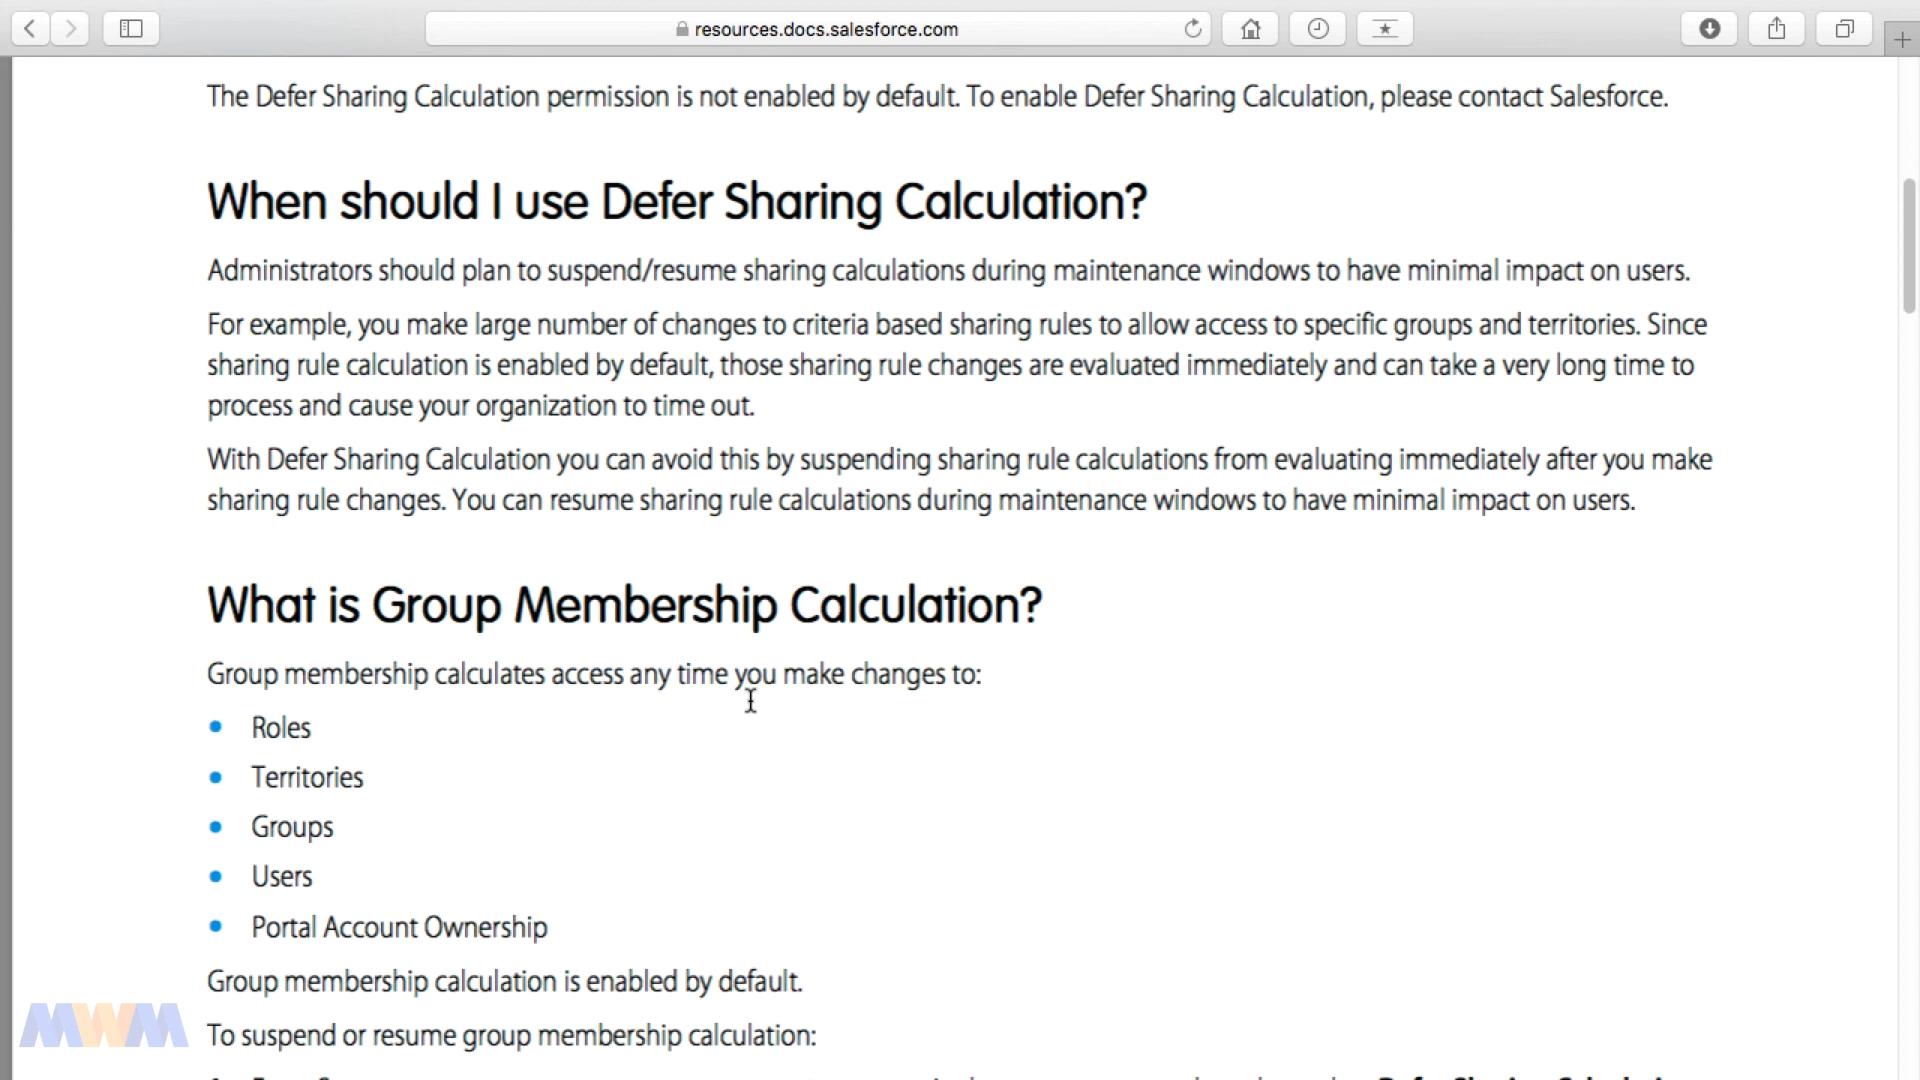 resources.docs.salesforce.com
The Defer Sharing Calculation permission is not enabled by default. To enable Defer Sharing Calculation, please contact Salesforce.
When should I use Defer Sharing Calculation?
Administrators should plan to suspend/resume sharing calculations during maintenance windows to have minimal impact on users.
For example, you make large number of changes to criteria based sharing rules to allow access to specific groups and territories. Since
sharing rule calculation is enabled by default, those sharing rule changes are evaluated immediately and can take a very long time to
process and cause your organization to time out.
With Defer Sharing Calculation you can avoid this by suspending sharing rule calculations from evaluating immediately after you make
sharing rule changes. You can resume sharing rule calculations during maintenance windows to have minimal impact on users.
What is Group Membership Calculation?
Group membership calculates access any time you make changes to:
• Roles
• Territories
• Groups
• Users
• Portal Account Ownership
Group membership calculation is enabled by default.
MWM
To suspend or resume group membership calculation: